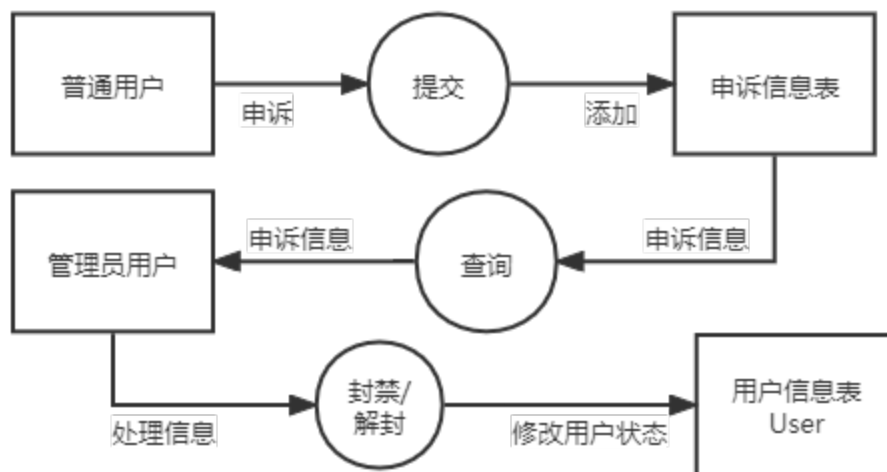 普通用户
申诉
提交
添加
申诉信息表
管理员用户
申诉信息
查询
申诉信息
处理信息
封禁/
解封
修改用户状态
用户信息表
User